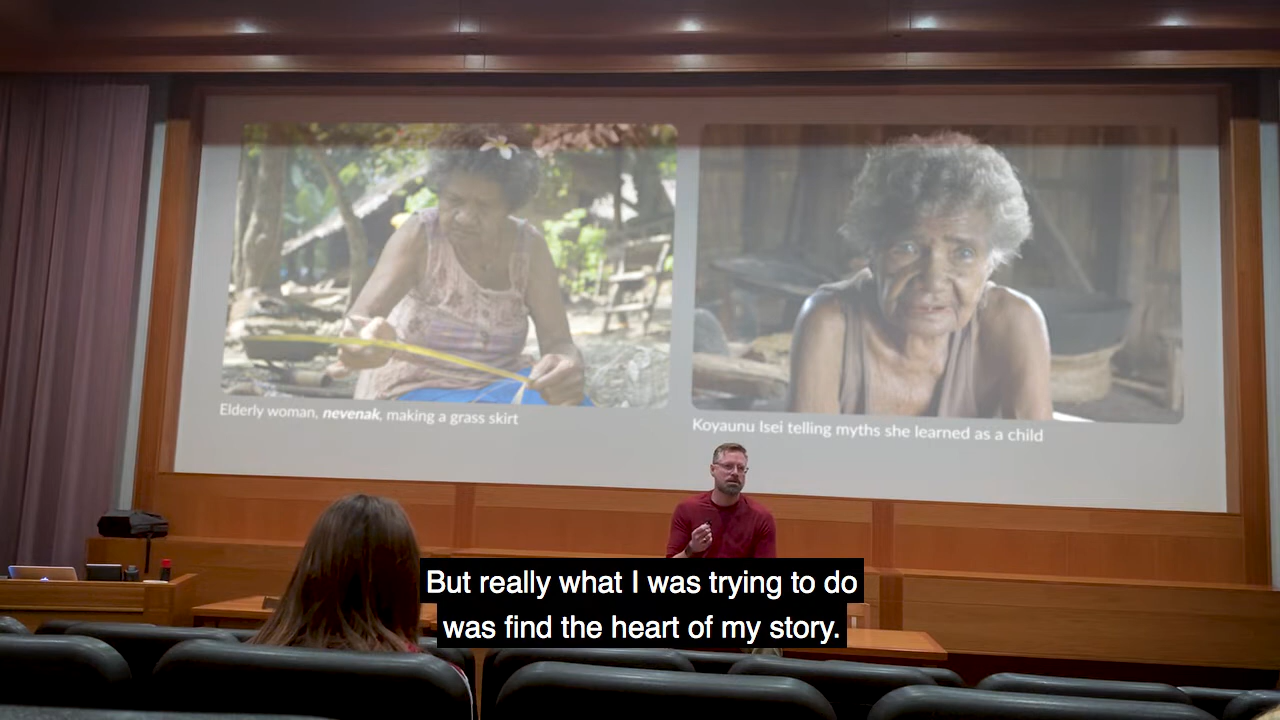 Elderly woman, nevenak, making a grass skirt
Koyaunu Isei telling myths she learned as a child
But really what I was trying to do
was find the heart of my story.